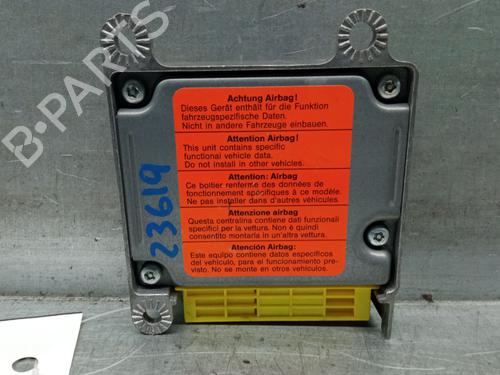 B-PARTS
Achtung Airbag!
Dieses Gerät enthält für die Funktion
fahrzeugspezifische Daten.
Nicht in andere Fahrzeuge einbauen.
Attention Airbag!
This unit contains specific
functional vehicle data.
Do not install in other vehicles.
Attention: Airbag
Ce boitier renferme des données de
fonctionnement spécifiques à ce modèle.
Ne pas installer dans d'autres véhicules.
Attenzione airbag
Questa centralina contiene dati funzionali
specifici per la vettura. Non è quindi
consentito montarla in un'altra vettura.
Atención Airbag:
Este equipo contiene datos específicos
del vehículo, para el funcionamiento pre-
visto. No se monte en otros vehículos.
23619